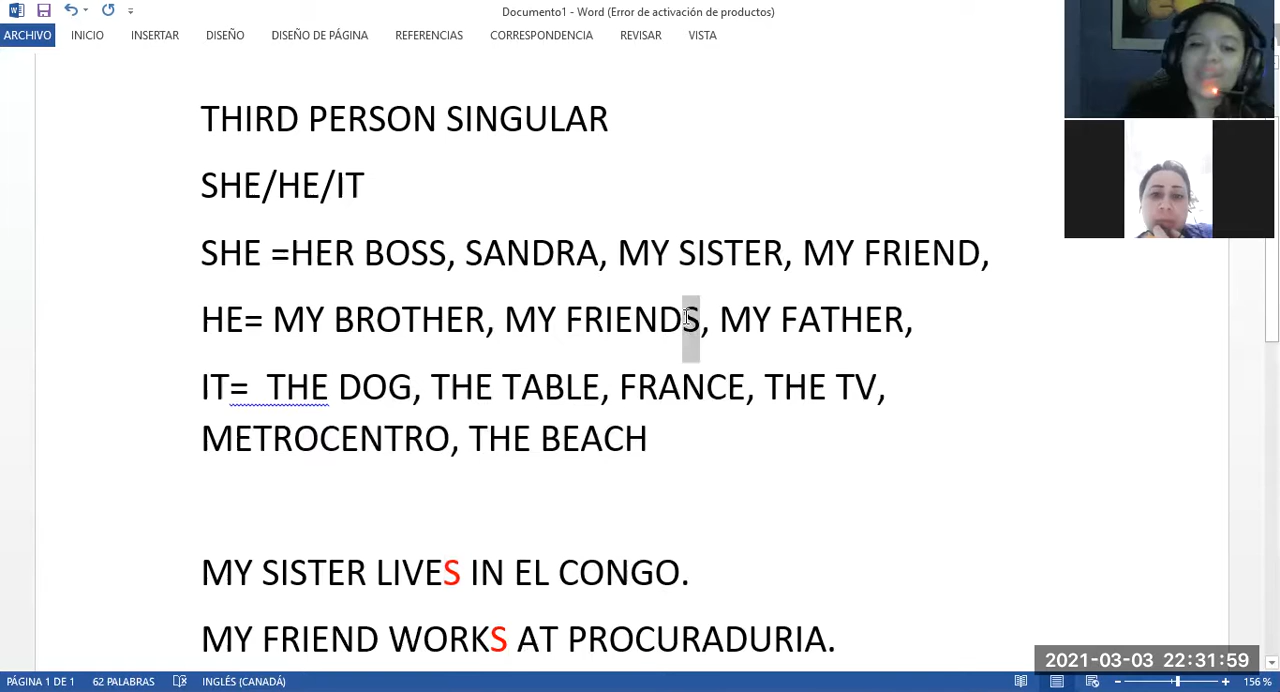 Documento1 - Word (Error de activación de productos)
ARCHIVO INICIO INSERTAR DISEÑO DISEÑO DE PÁGINA REFERENCIAS CORRESPONDENCIA REVISAR VISTA
THIRD PERSON SINGULAR
SHE/HE/IT
SHE =HER BOSS, SANDRA, MY SISTER, MY FRIEND,
HE= MY BROTHER, MY FRIENDS, MY FATHER,
IT= THE DOG, THE TABLE, FRANCE, THE TV,
METROCENTRO, THE BEACH
MY SISTER LIVES IN EL CONGO.
MY FRIEND WORKS AT PROCURADURIA.
2021-03-03 22:31:59
PÁGINA 1 DE 1 62 PALABRAS INGLÉS (CANADÁ) 156 %